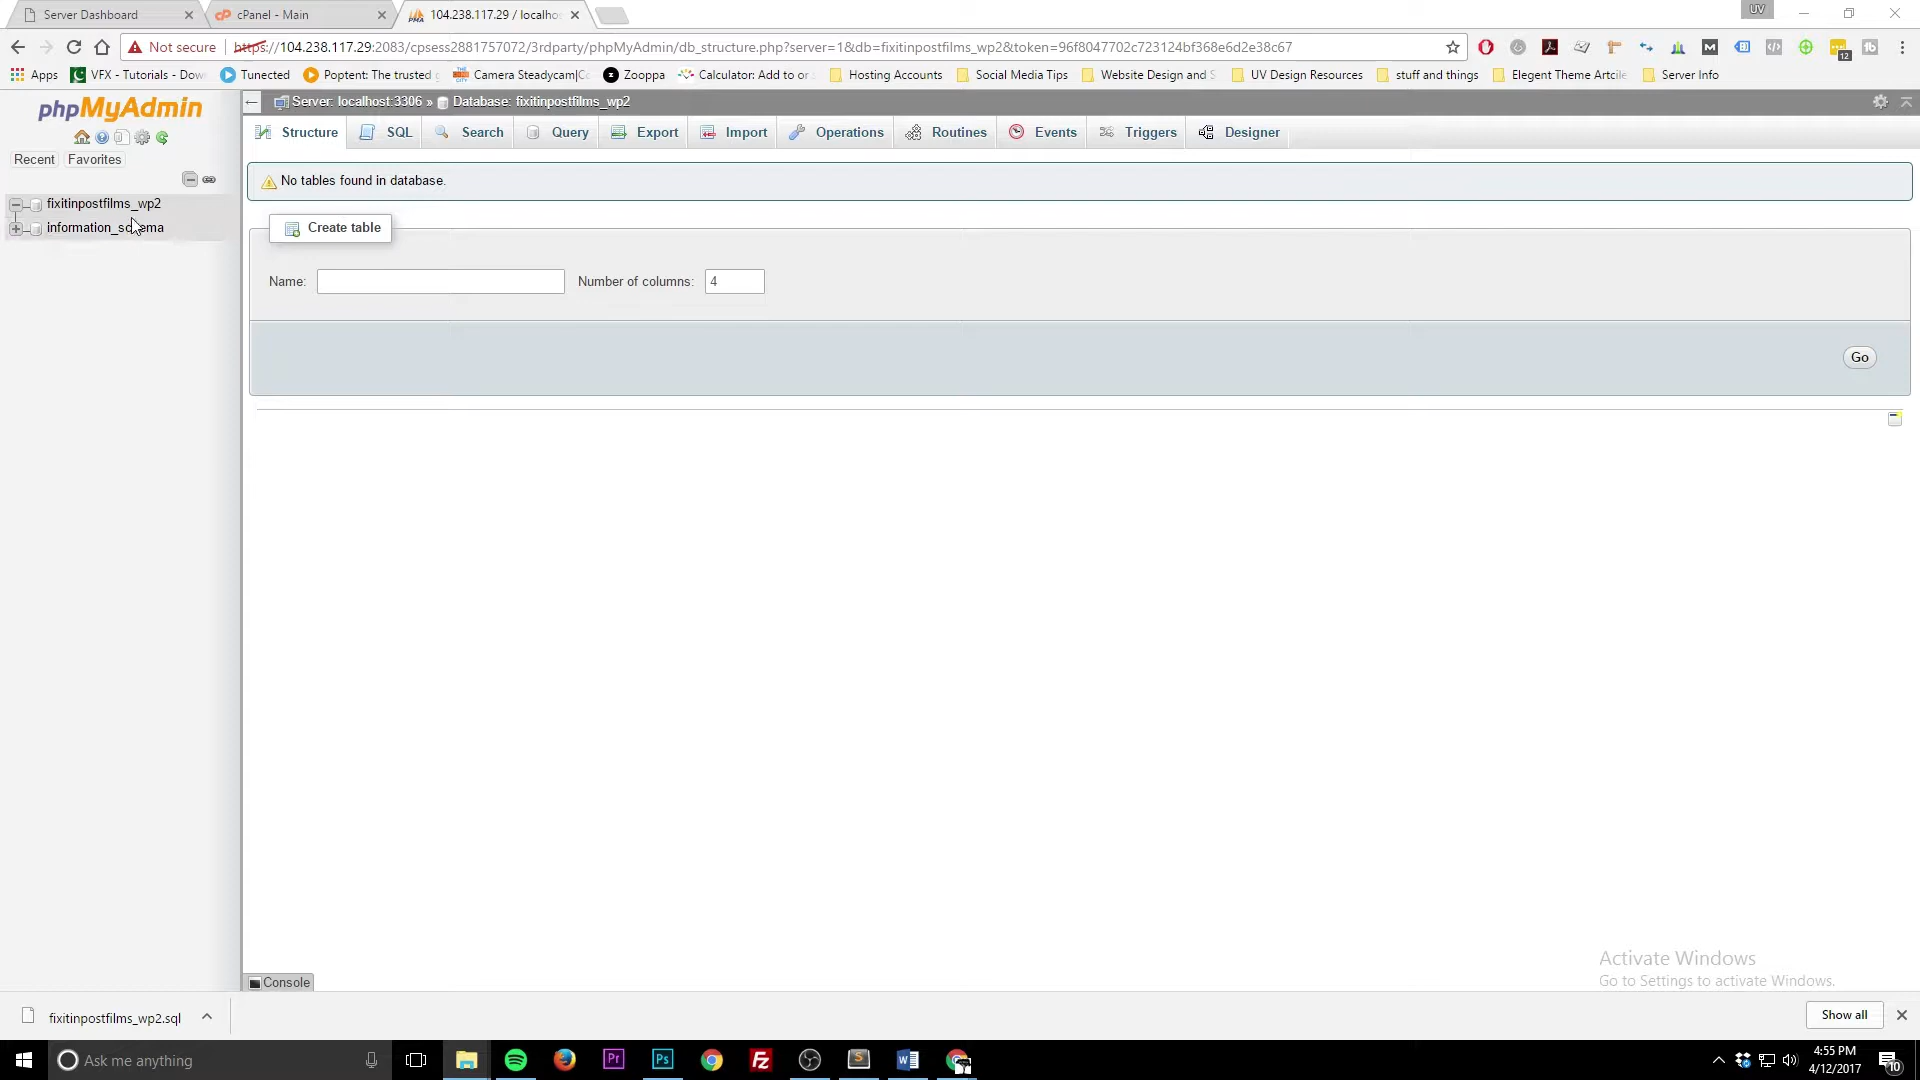 Server Dashboard
cPanel - Main
104.238.117.29 / localho
UV
Not secure
https://104.238.117.29:2083/cpsess2881757072/3rdparty/phpMyAdmin/db_structure.php?server=1&db=fixitinpostfilms_wp2&token=96f8047702c723124bf368e6d2e38c67
12
Apps
VFX - Tutorials - Dow
Tunected
Poptent: The trusted
Camera Steadycam|C
Zooppa
Calculator: Add to or
Hosting Accounts
Social Media Tips
Website Design and S
UV Design Resources
stuff and things
Elegent Theme Artcile
Server Info
phpMyAdmin
Server: localhost:3306 » Database: fixitinpostfilms_wp2
Structure
SQL
Search
Query
Export
Import
Operations
Routines
Events
Triggers
Designer
Recent
Favorites
No tables found in database.
fixitinpostfilms_wp2
information_schema
Create table
Name:
Number of columns: 4
Go
Activate Windows
Go to Settings to activate Windows.
Console
fixitinpostfilms_wp2.sql
Show all
Ask me anything
4:55 PM
4/12/2017
10